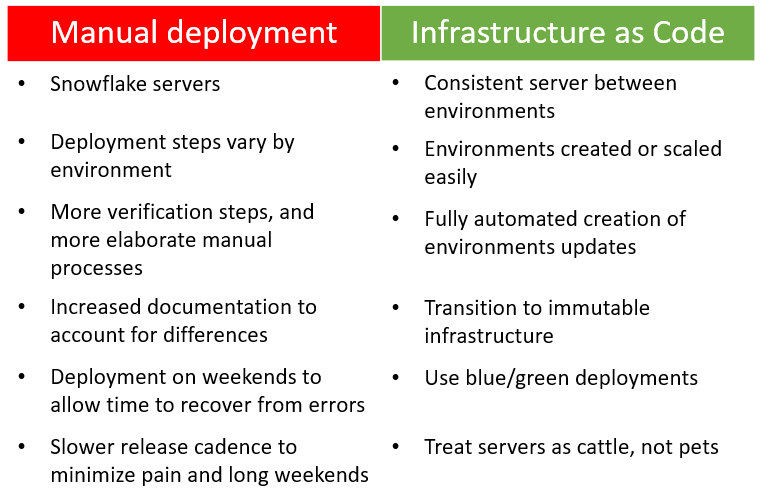 Manual deployment
• Snowflake servers
• Deployment steps vary by
environment
• More verification steps, and
more elaborate manual
processes
• Increased documentation to
account for differences
• Deployment on weekends to
allow time to recover from errors
• Slower release cadence to
minimize pain and long weekends
Infrastructure as Code
• Consistent server between
environments
• Environments created or scaled
easily
• Fully automated creation of
environments updates
• Transition to immutable
infrastructure
• Use blue/green deployments
• Treat servers as cattle, not pets